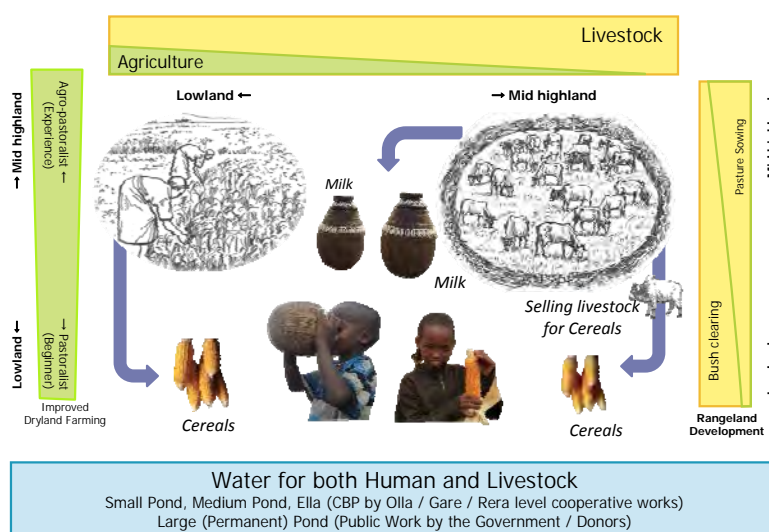 Livestock
Agriculture
Lowland ←
→ Mid highland
→ Mid highland
Agro-pastoralist ←
(Experience)
Lowland ←
→ Pastoralist
(Beginner)
Improved
Dryland Farming
Milk
Milk
Selling livestock
for Cereals
Cereals
Cereals
Pasture Sowing
Bush clearing
Rangeland
Development
Water for both Human and Livestock
Small Pond, Medium Pond, Ella (CBP by Olla / Gare / Rera level cooperative works)
Large (Permanent) Pond (Public Work by the Government / Donors)